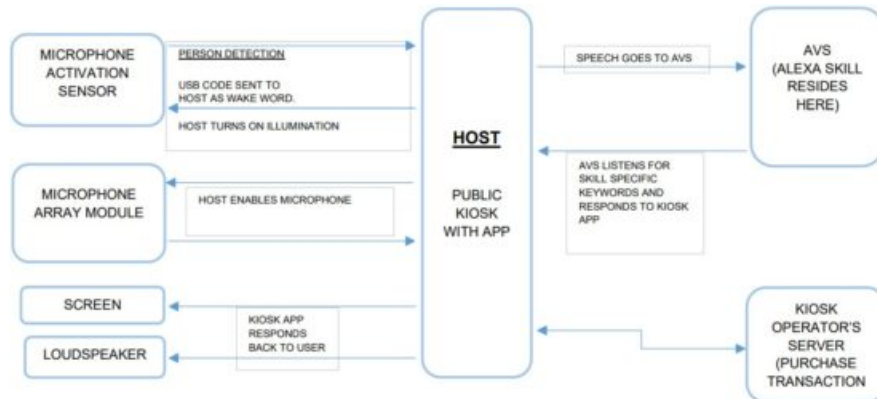 MICROPHONE
ACTIVATION
SENSOR
PERSON DETECTION
USB CODE SENT TO
HOST AS WAKE WORD.
HOST TURNS ON ILLUMINATION
MICROPHONE
ARRAY MODULE
HOST ENABLES MICROPHONE
SCREEN
LOUDSPEAKER
KIOSK APP
RESPONDS
BACK TO USER
HOST
PUBLIC
KIOSK
WITH APP
SPEECH GOES TO AVS
AVS LISTENS FOR
SKILL SPECIFIC
KEYWORDS AND
RESPONDS TO KIOSK
APP
AVS
(ALEXA SKILL
RESIDES
HERE)
KIOSK
OPERATOR'S
SERVER
(PURCHASE
TRANSACTION